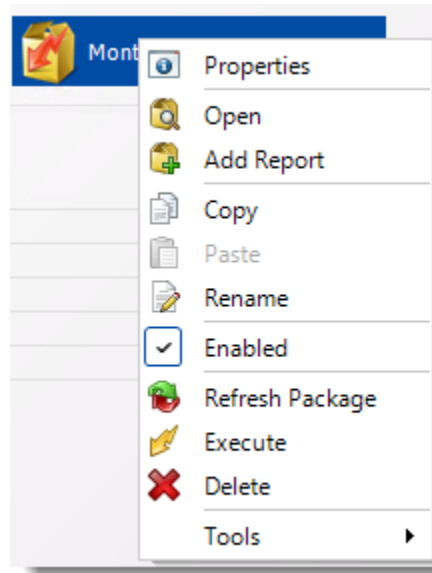 Mont
Properties
Open
Add Report
Copy
Paste
Rename
Enabled
Refresh Package
Execute
Delete
Tools